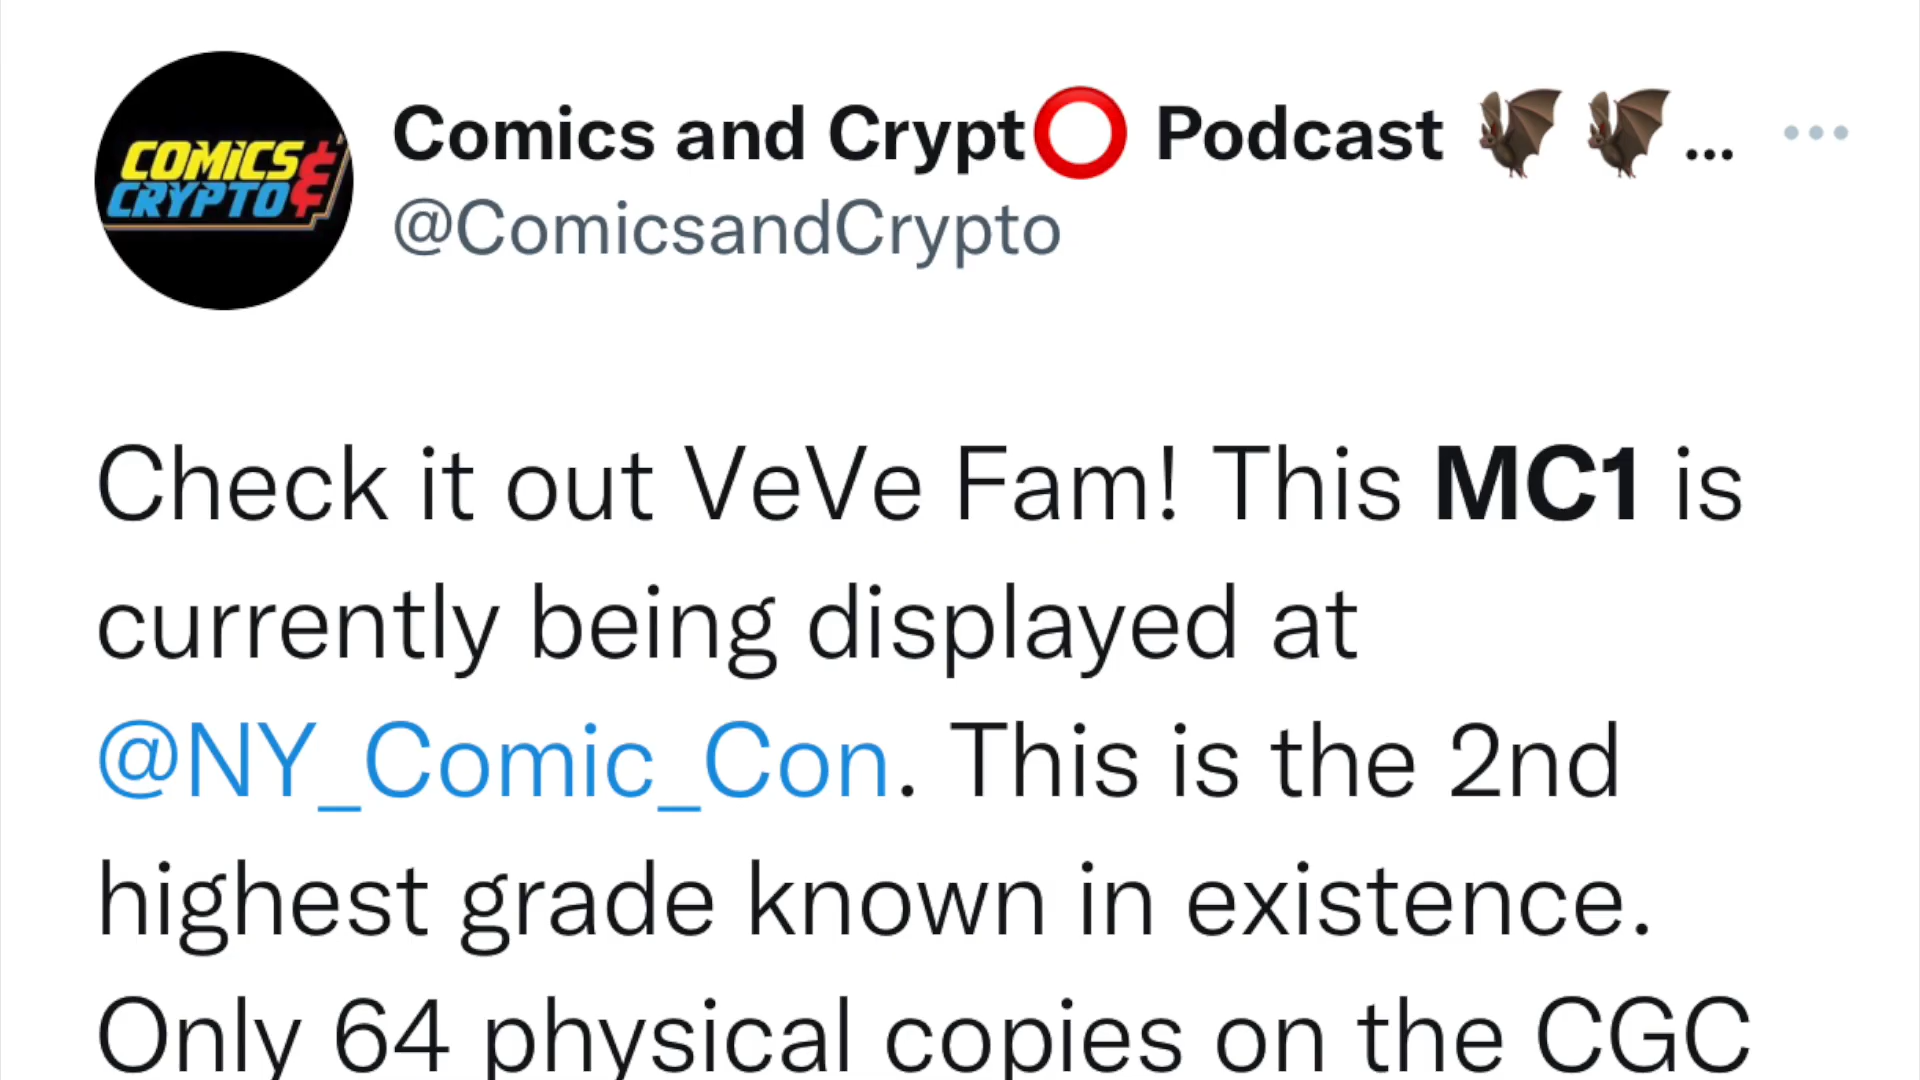 COMiCS &
CRYPTO
Comics and Crypt⭕ Podcast 🦇 🦇...
@ComicsandCrypto
Check it out VeVe Fam! This MC1 is
currently being displayed at
@NY_Comic_Con. This is the 2nd
highest grade known in existence.
Only 64 physical copies on the CGC